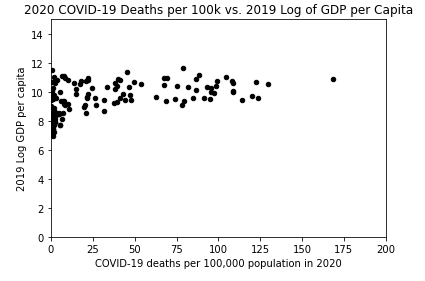 2020 COVID-19 Deaths per 100k vs. 2019 Log of GDP per Capita
14
12
10
8
6
4
2
0
2019 Log GDP per capita
0 25 50 75 100 125 150 175 200
COVID-19 deaths per 100,000 population in 2020